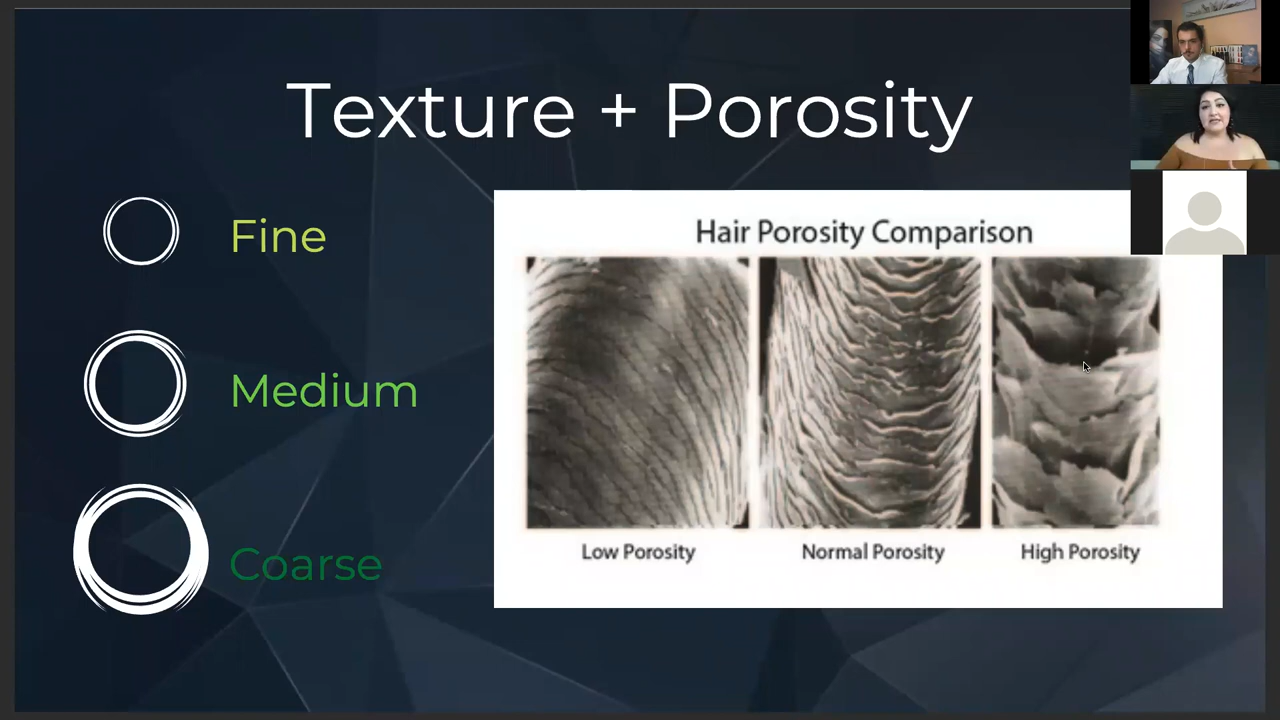 Texture + Porosity
Fine
Medium
Coarse
Hair Porosity Comparison
Low Porosity
Normal Porosity
High Porosity